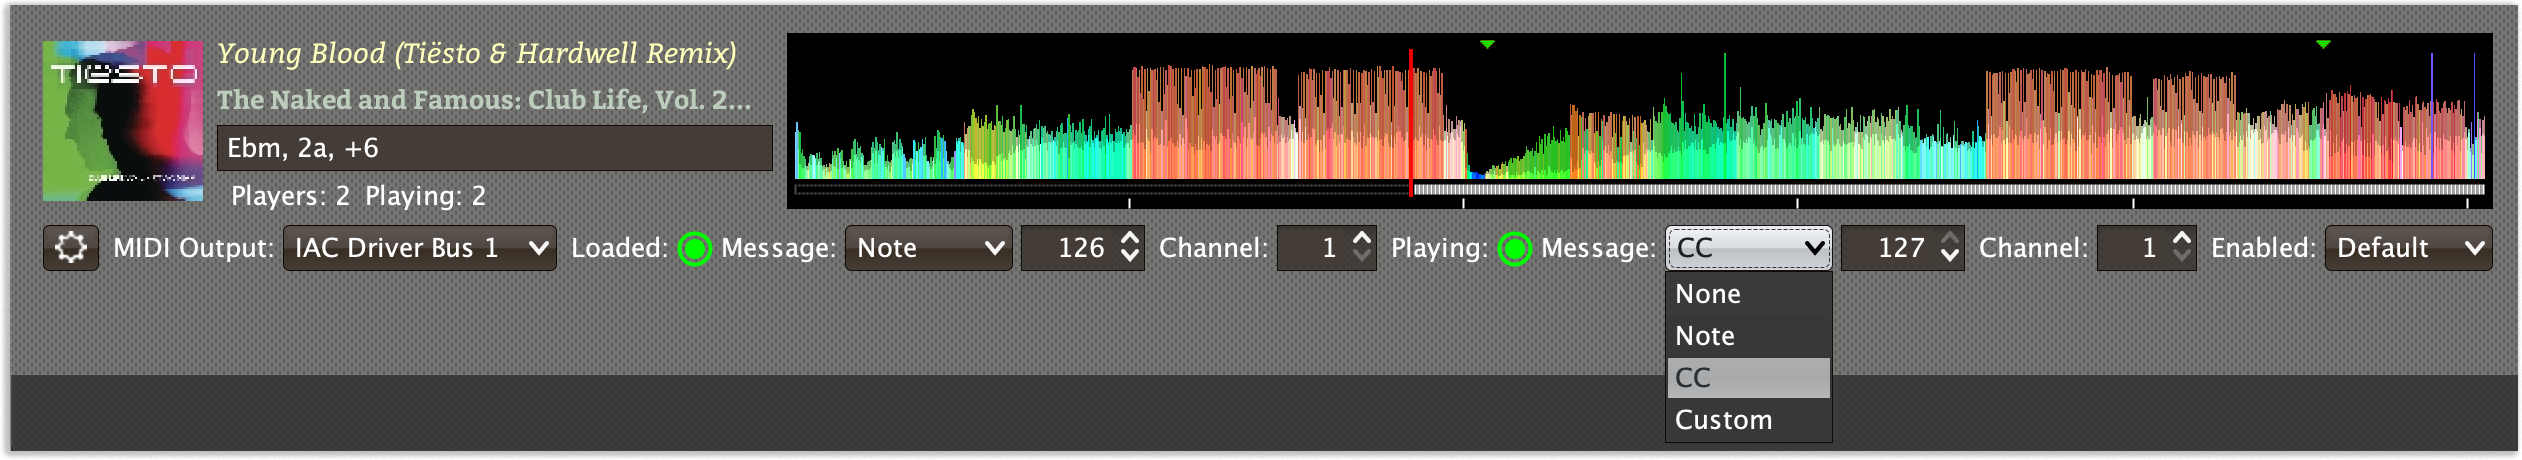 TIËSTO
Young Blood (Tiësto & Hardwell Remix)
The Naked and Famous: Club Life, Vol. 2...
Ebm, 2a, +6
Players: 2 Playing: 2
MIDI Output: IAC Driver Bus 1 Loaded: Message: Note 126 Channel: 1 Playing: Message: CC 127 Channel: 1 Enabled: Default
None
Note
CC
Custom